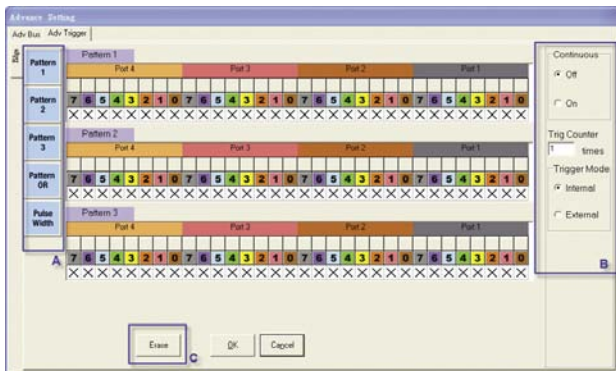 Advance Setting
Adv Bus Adv Trigger
Pattern 1
Pattern 2
Pattern 3
Pattern OR
Pulse Width
A
Pattern 1
Port 4 Port 3 Port 2 Port 1
7 6 5 4 3 2 1 0 7 6 5 4 3 2 1 0 7 6 5 4 3 2 1 0 7 6 5 4 3 2 1 0
X X X X X X X X X X X X X X X X X X X X X X X X X X X X X X X X
Pattern 2
Port 4 Port 3 Port 2 Port 1
7 6 5 4 3 2 1 0 7 6 5 4 3 2 1 0 7 6 5 4 3 2 1 0 7 6 5 4 3 2 1 0
X X X X X X X X X X X X X X X X X X X X X X X X X X X X X X X X
Pattern 3
Port 4 Port 3 Port 2 Port 1
7 6 5 4 3 2 1 0 7 6 5 4 3 2 1 0 7 6 5 4 3 2 1 0 7 6 5 4 3 2 1 0
X X X X X X X X X X X X X X X X X X X X X X X X X X X X X X X X
Continuous
Off
On
Trig Counter
1 times
Trigger Mode
Internal
External
B
Erase C OK Cancel